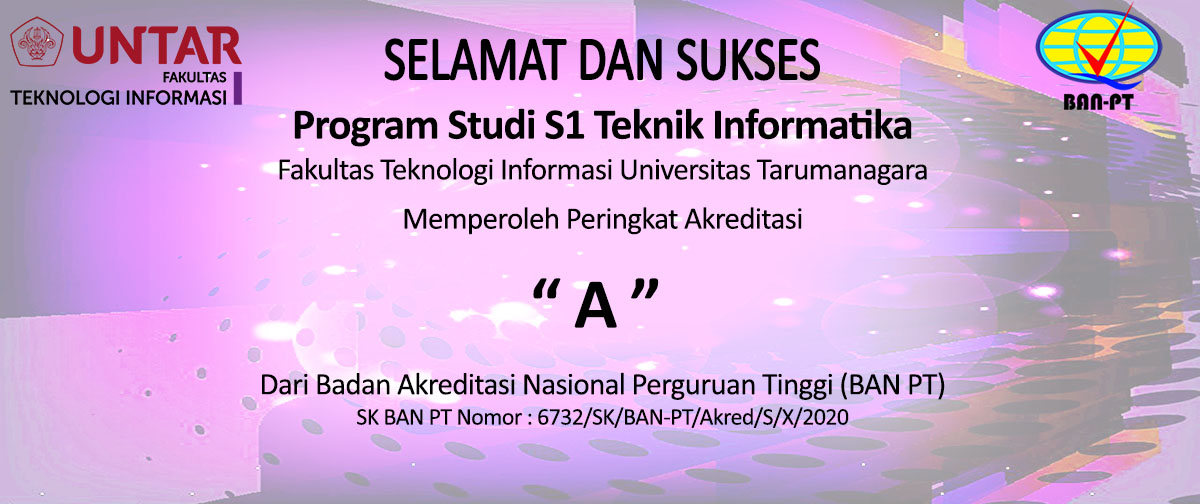 UNTAR
FAKULTAS
TEKNOLOGI INFORMASI
SELAMAT DAN SUKSES
BAN-PT
Program Studi S1 Teknik Informatika
Fakultas Teknologi Informasi Universitas Tarumanagara
Memperoleh Peringkat Akreditasi
“ A ”
Dari Badan Akreditasi Nasional Perguruan Tinggi (BAN PT)
SK BAN PT Nomor : 6732/SK/BAN-PT/Akred/S/X/2020